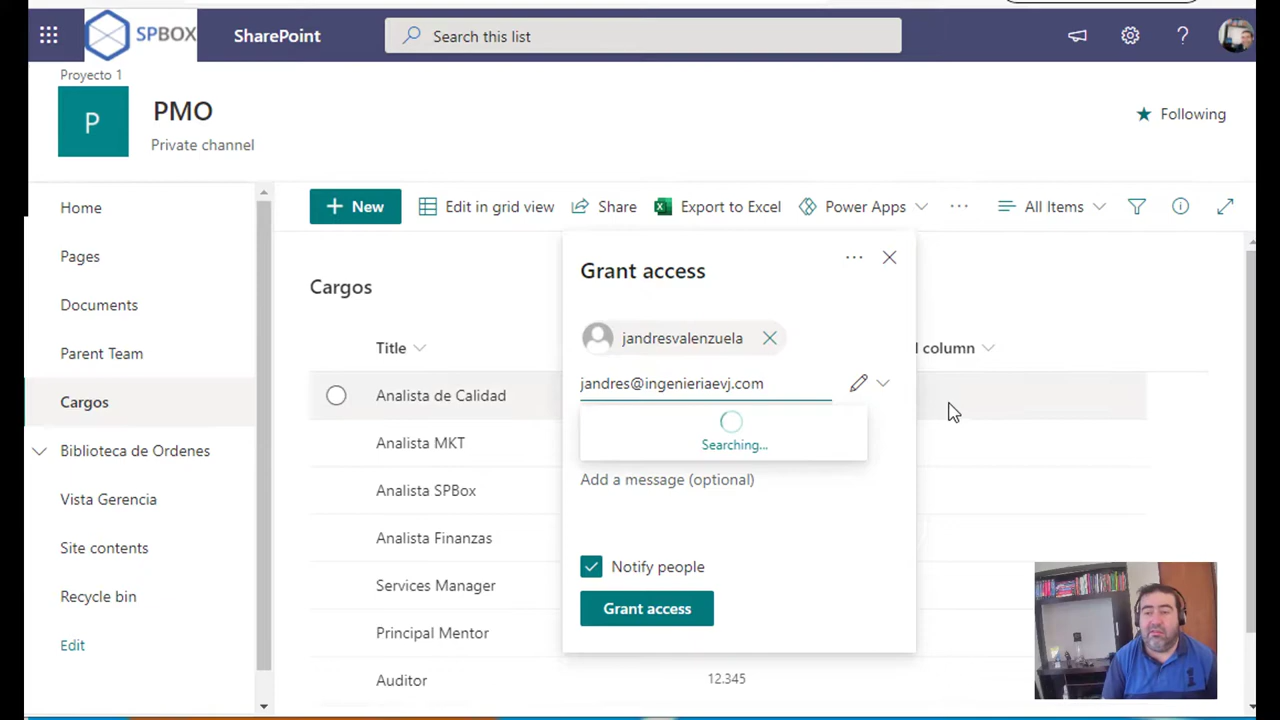 SPBOX
SharePoint
Search this list
Proyecto 1
P
PMO
Private channel
Following
Home
Pages
Documents
Parent Team
Cargos
Biblioteca de Ordenes
Vista Gerencia
Site contents
Recycle bin
Edit
New
Edit in grid view
Share
Export to Excel
Power Apps
All Items
Cargos
Title
column
Analista de Calidad
Analista MKT
Analista SPBox
Analista Finanzas
Services Manager
Principal Mentor
Auditor
12.345
Grant access
jandresvalenzuela
jandres@ingenieriaevj.com
Searching...
Add a message (optional)
Notify people
Grant access